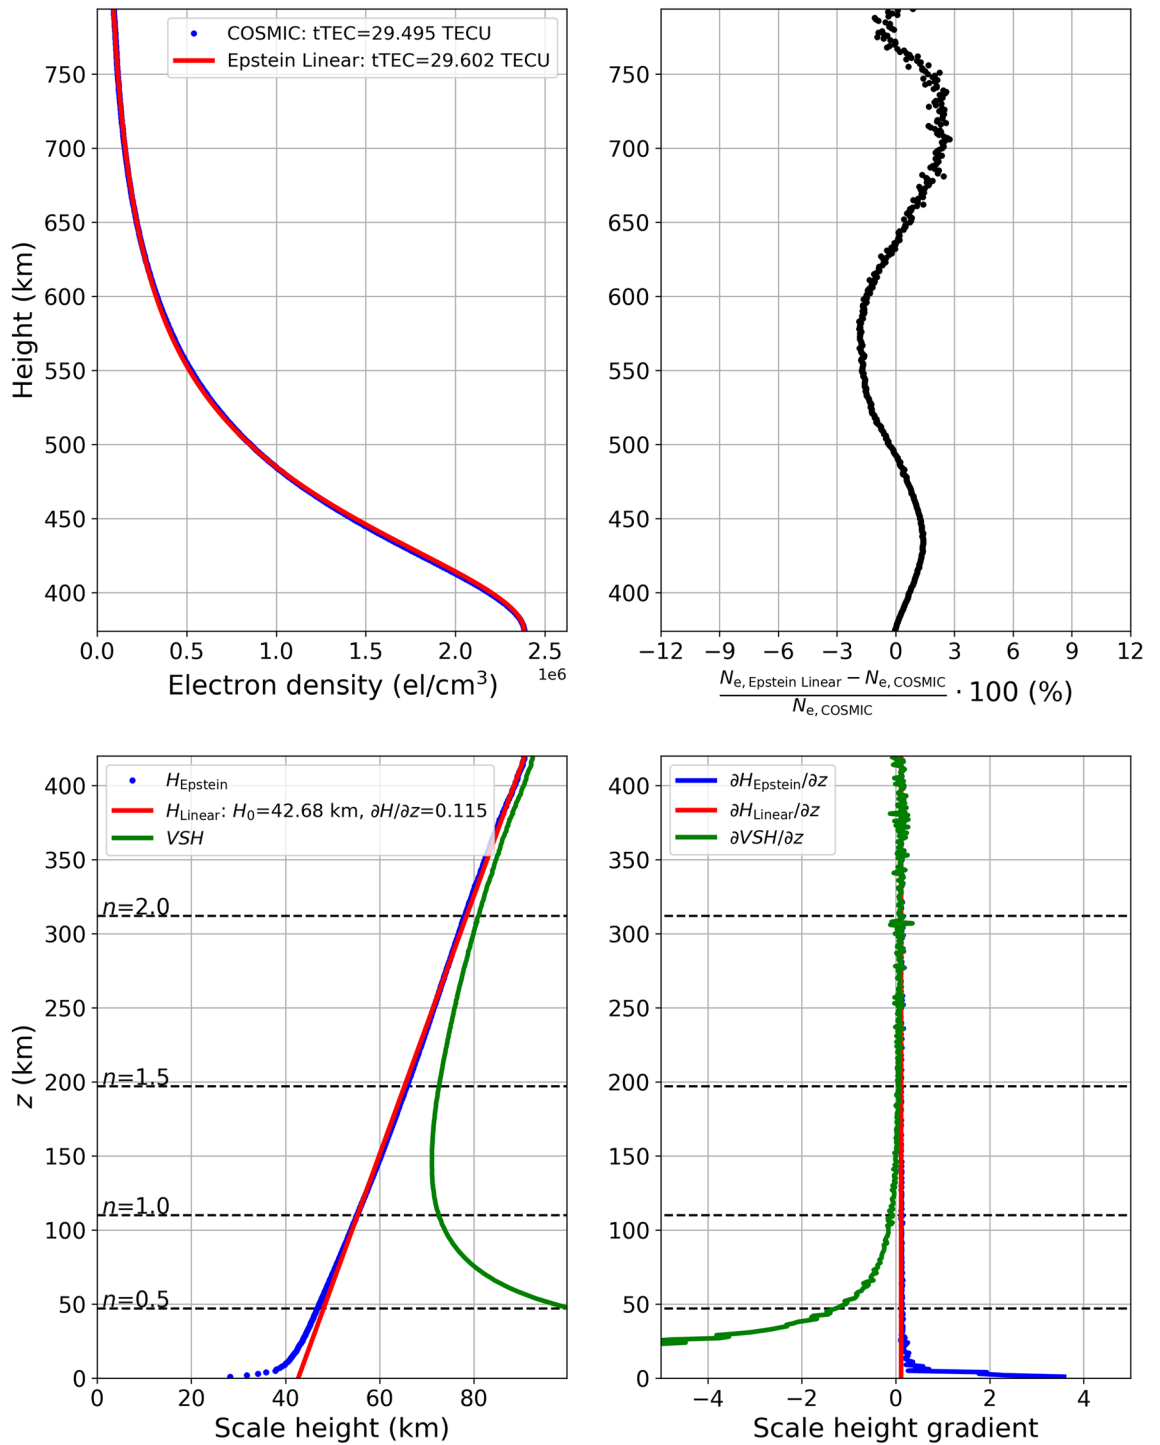 COSMIC: tTEC=29.495 TECU
Epstein Linear: tTEC=29.602 TECU
750
700
650
600
550
500
450
400
Height (km)
0.0 0.5 1.0 1.5 2.0 2.5
1e6
Electron density (el/cm³)
750
700
650
600
550
500
450
400
−12 −9 −6 −3 0 3 6 9 12
N_e, Epstein Linear − N_e, COSMIC
N_e, COSMIC
· 100 (%)
H_Epstein
H_Linear: H_0=42.68 km, ∂H/∂z=0.115
VSH
400
350
300
250
200
150
100
50
0
n=2.0
n=1.5
n=1.0
n=0.5
z (km)
0 20 40 60 80
Scale height (km)
∂H_Epstein/∂z
∂H_Linear/∂z
∂VSH/∂z
400
350
300
250
200
150
100
50
0
−4 −2 0 2 4
Scale height gradient